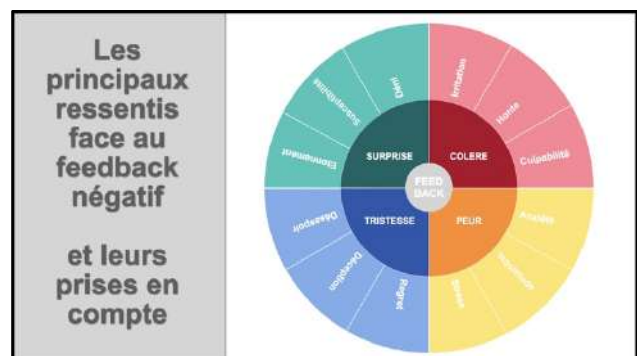 Les
principaux
ressentis
face au
feedback
négatif
et leurs
prises en
compte
Déni
Susceptibilité
Etonnement
Irritation
Honte
Culpabilité
SURPRISE
COLERE
FEED
BACK
TRISTESSE
PEUR
Désespoir
Déception
Regret
Anxiété
Inquiétude
Stress